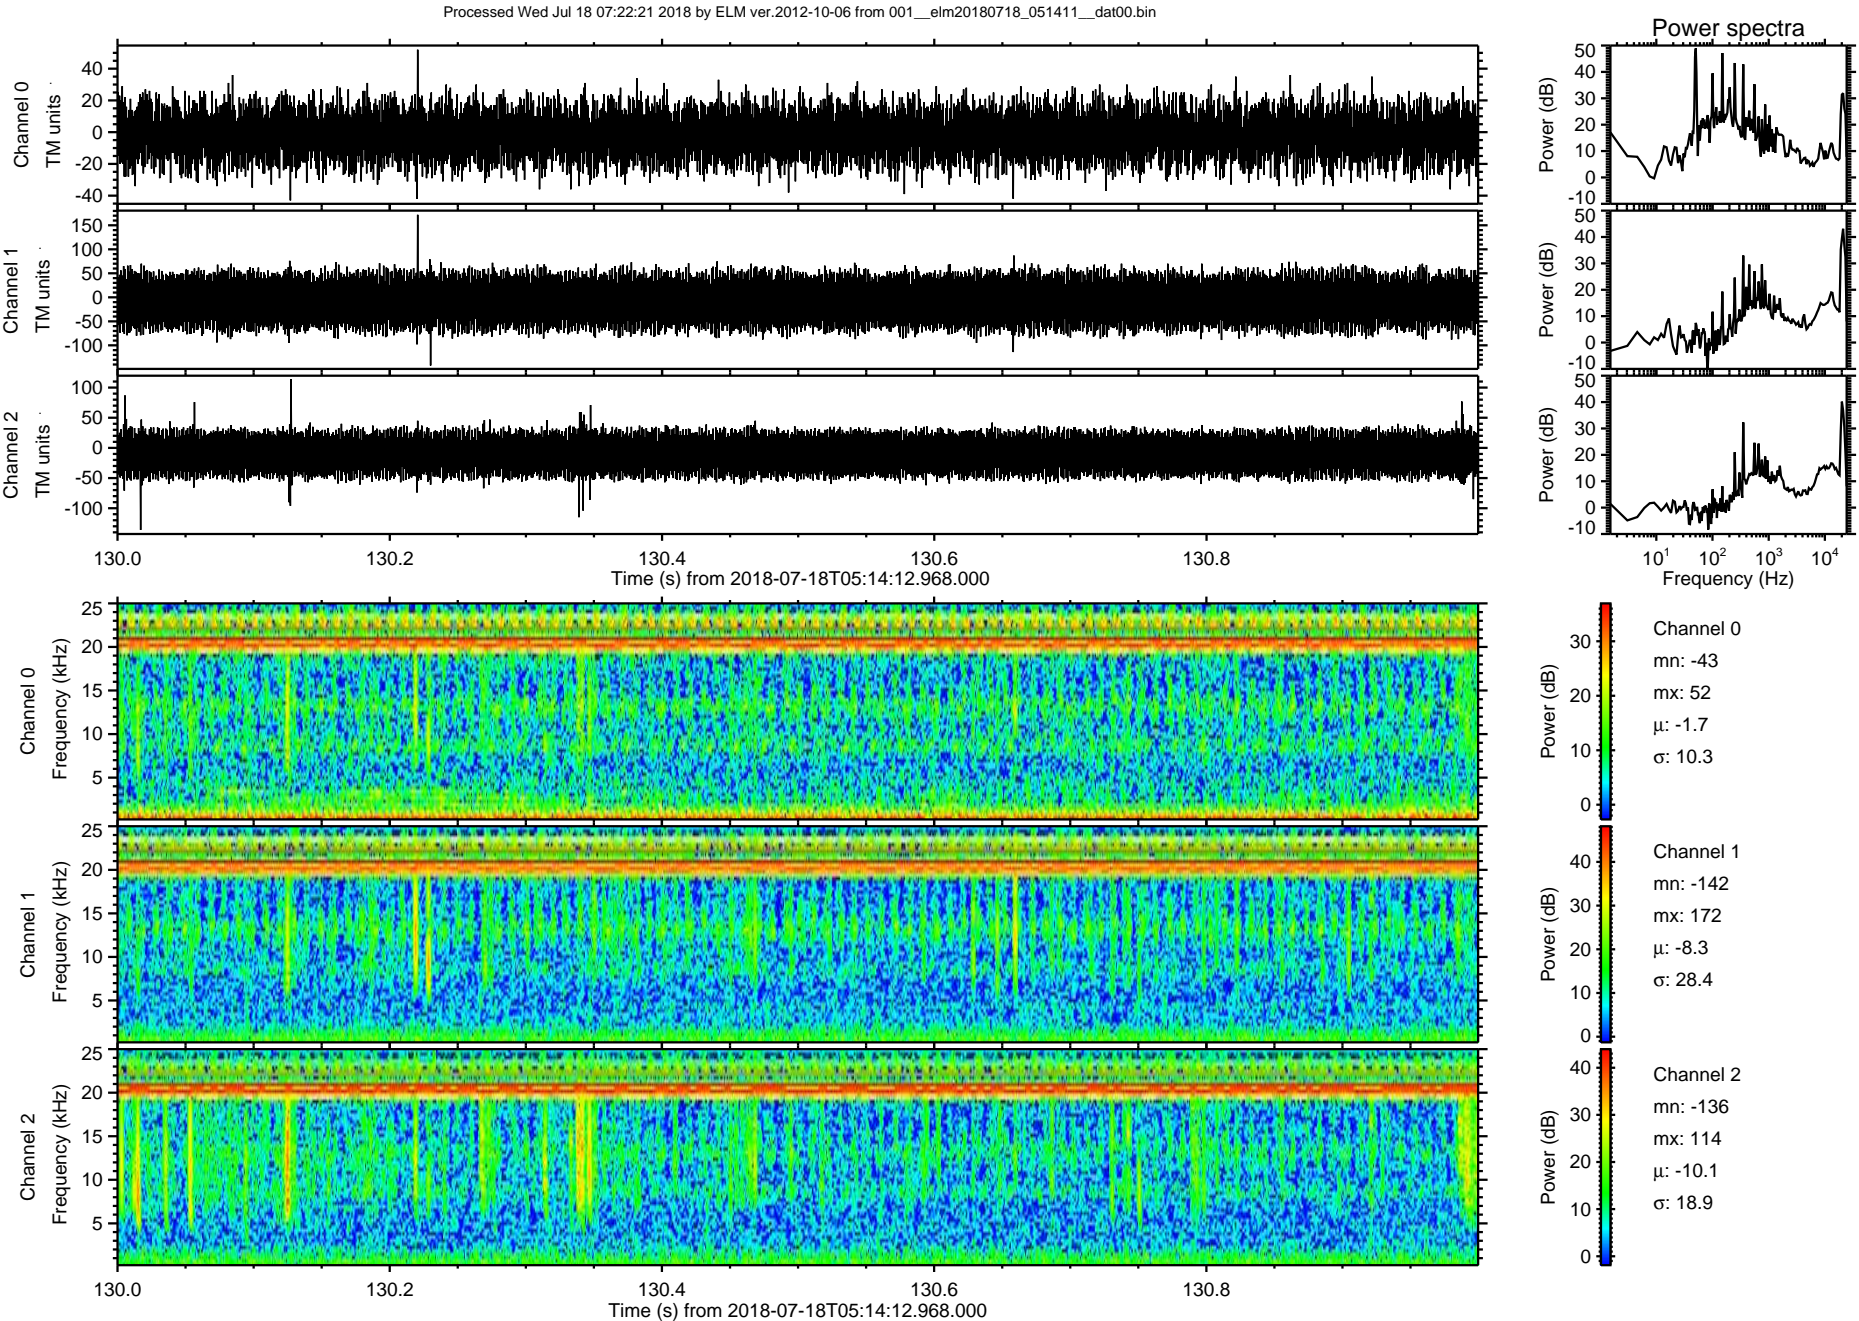 Processed Wed Jul 18 07:22:21 2018 by ELM ver.2012-10-06 from 001__elm20180718_051411__dat00.bin
Power spectra
Channel 0
TM units
40
20
0
-20
-40
Power (dB)
50
40
30
20
10
0
-10
Channel 1
TM units
150
100
50
0
-50
-100
Power (dB)
50
40
30
20
10
0
-10
Channel 2
TM units
100
50
0
-50
-100
Power (dB)
50
40
30
20
10
0
-10
130.0 130.2 130.4 130.6 130.8
Time (s) from 2018-07-18T05:14:12.968.000
10¹ 10² 10³ 10⁴
Frequency (Hz)
Channel 0
Frequency (kHz)
25
20
15
10
5
Power (dB)
30
20
10
0
Channel 0
mn: -43
mx: 52
μ: -1.7
σ: 10.3
Channel 1
Frequency (kHz)
25
20
15
10
5
Power (dB)
40
30
20
10
0
Channel 1
mn: -142
mx: 172
μ: -8.3
σ: 28.4
Channel 2
Frequency (kHz)
25
20
15
10
5
Power (dB)
40
30
20
10
0
Channel 2
mn: -136
mx: 114
μ: -10.1
σ: 18.9
130.0 130.2 130.4 130.6 130.8
Time (s) from 2018-07-18T05:14:12.968.000